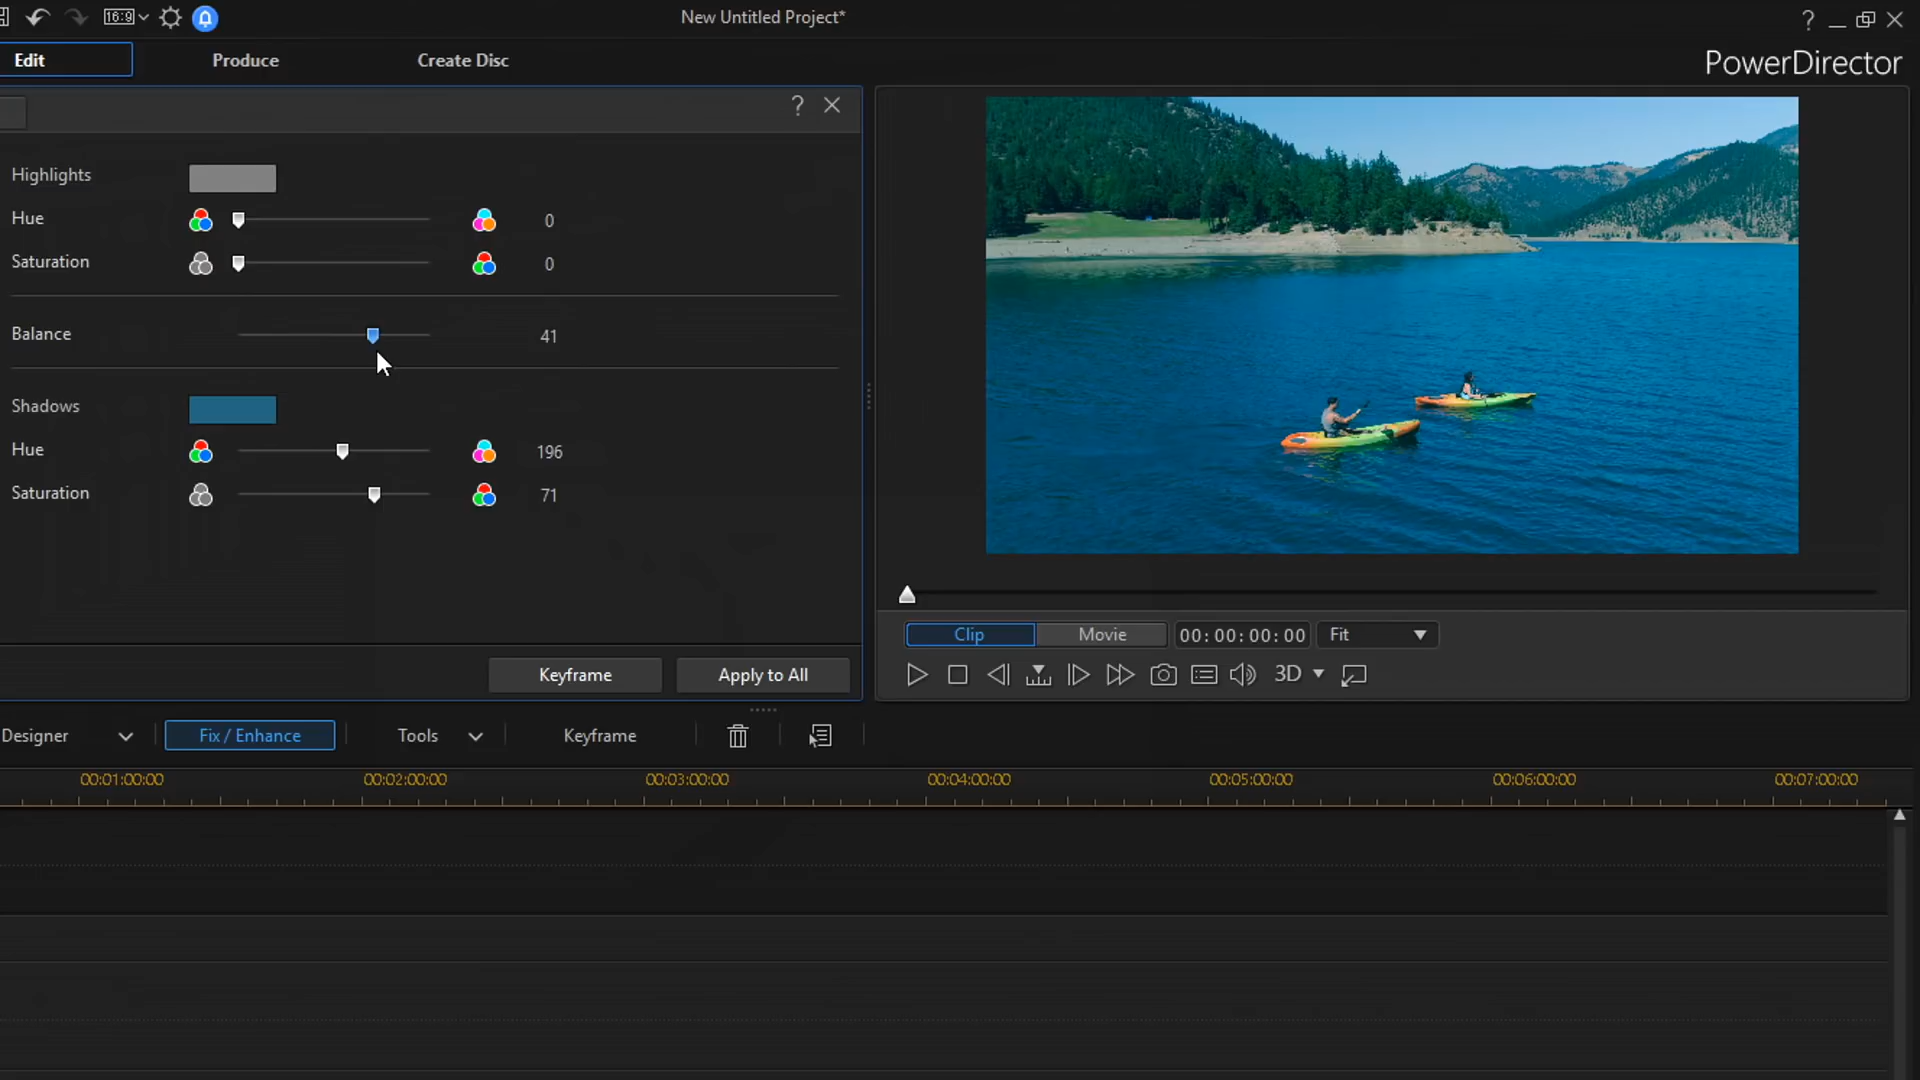 16:9
New Untitled Project*
?
Edit
Produce
Create Disc
PowerDirector
?
Highlights
Hue
0
Saturation
0
Balance
41
Shadows
Hue
196
Saturation
71
Keyframe
Apply to All
Clip
Movie
00:00:00:00
Fit
3D
Designer
Fix / Enhance
Tools
Keyframe
00:01:00:00
00:02:00:00
00:03:00:00
00:04:00:00
00:05:00:00
00:06:00:00
00:07:00:00